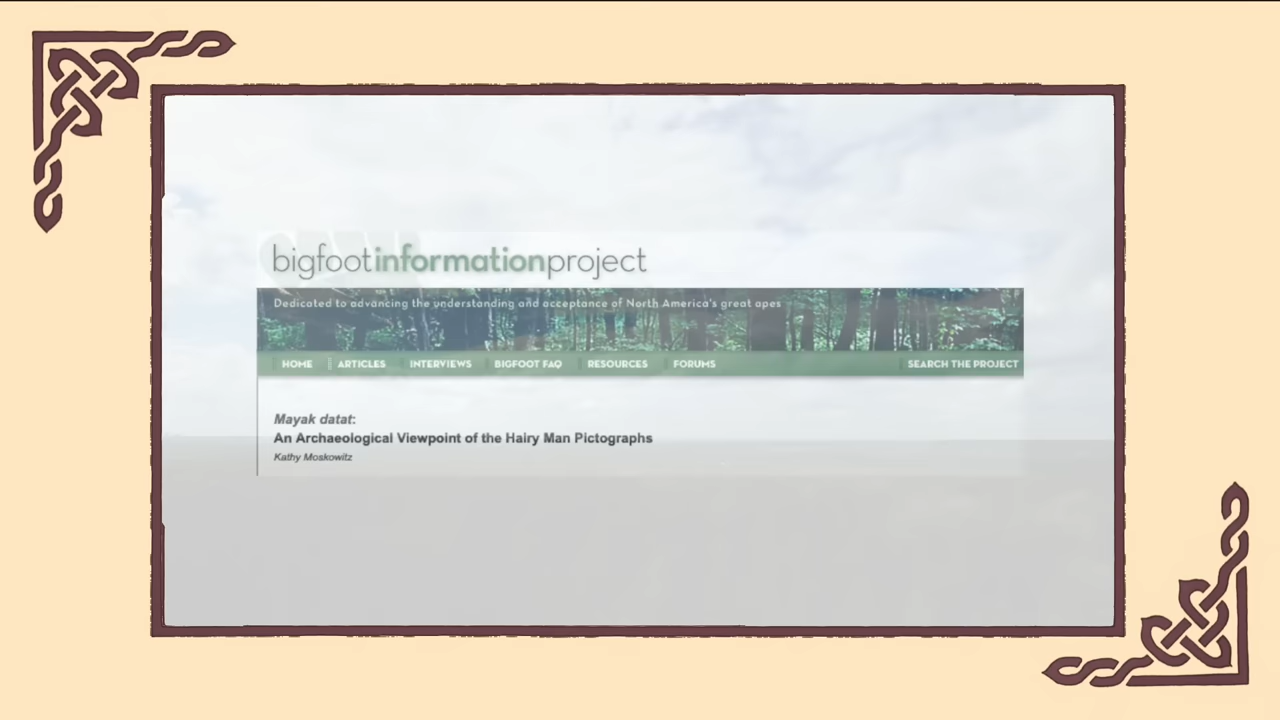 bigfootinformationproject
Dedicated to advancing the understanding and acceptance of North America's great apes
HOME ARTICLES INTERVIEWS BIGFOOT FAQ RESOURCES FORUMS SEARCH THE PROJECT
Mayak datat:
An Archaeological Viewpoint of the Hairy Man Pictographs
Kathy Moskowitz